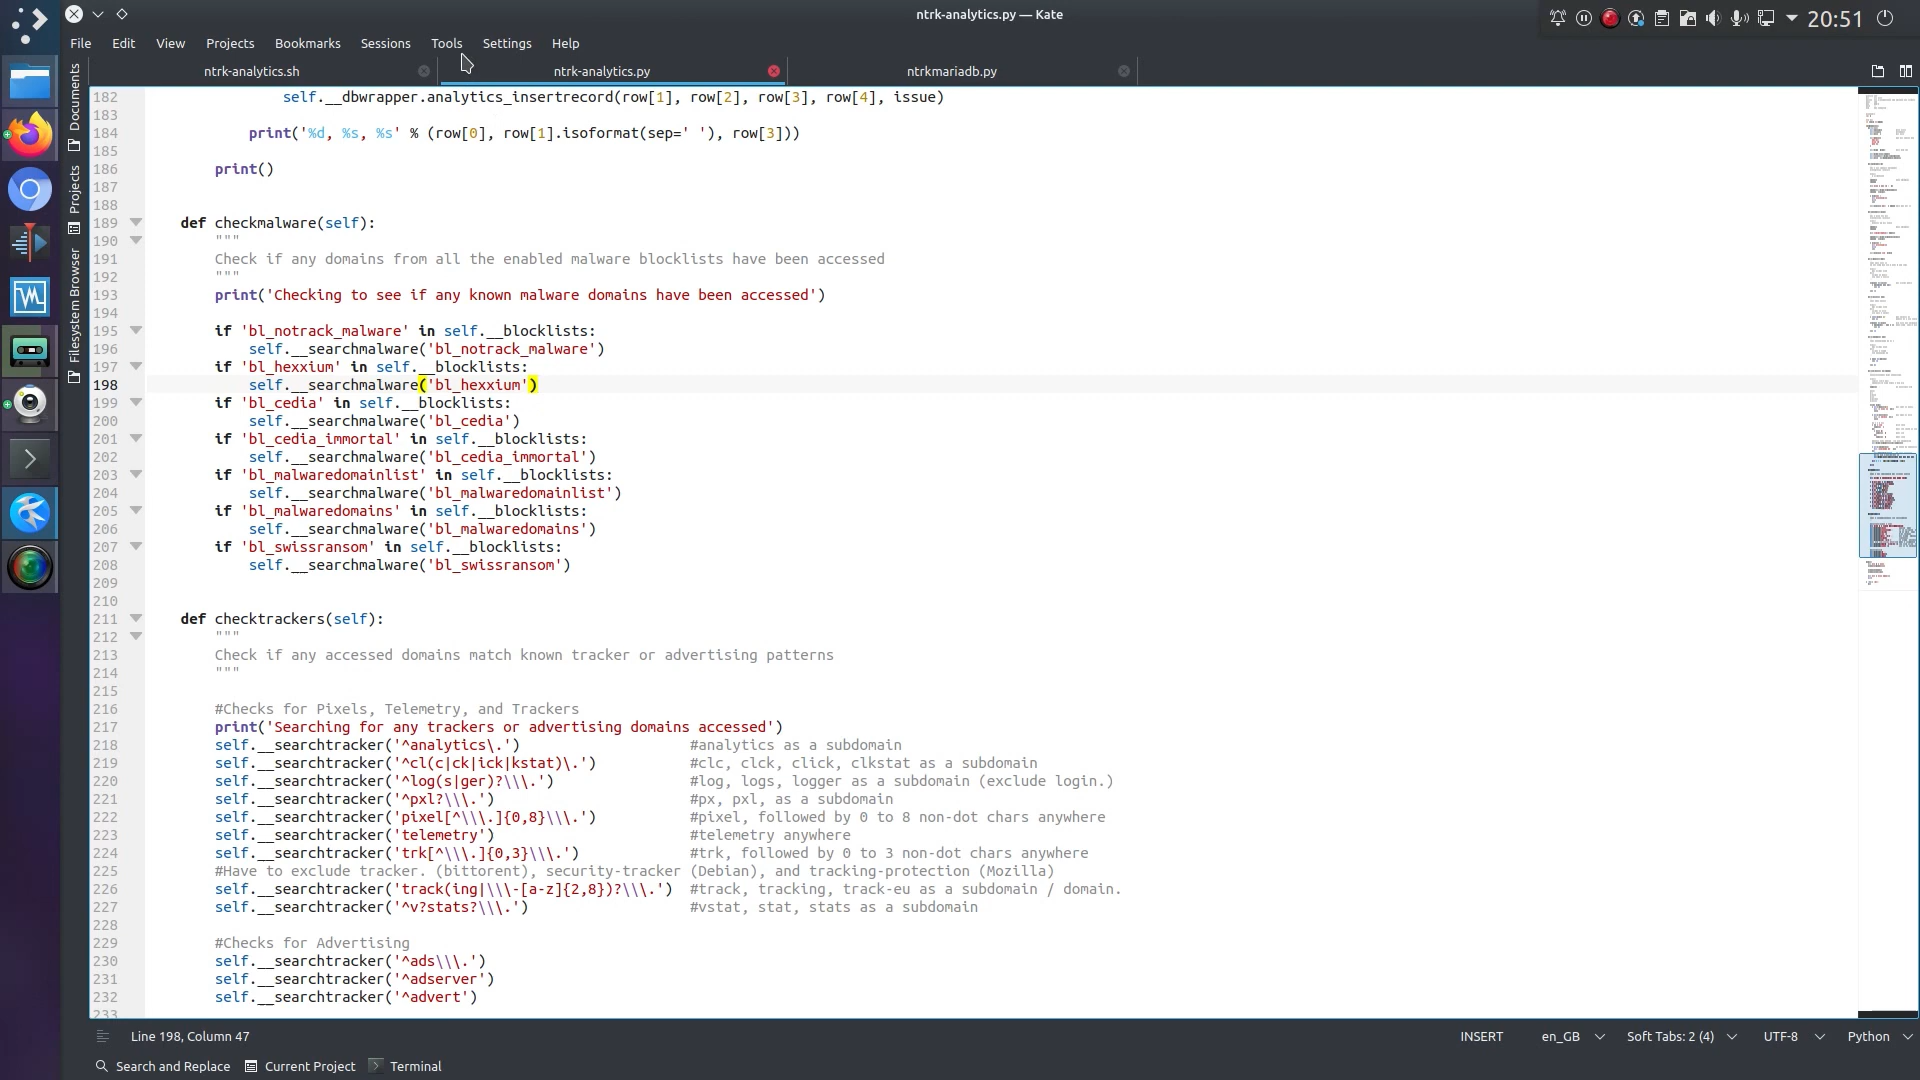 ntrk-analytics.py — Kate
20:51
File Edit View Projects Bookmarks Sessions Tools Settings Help
ntrk-analytics.sh ntrk-analytics.py ntrkmariadb.py
Documents
Projects
Filesystem Browser
182 self.__dbwrapper.analytics_insertrecord(row[1], row[2], row[3], row[4], issue)
183
184 print('%d, %s, %s' % (row[0], row[1].isoformat(sep=' '), row[3]))
185
186 print()
187
188
189 def checkmalware(self):
190 """
191 Check if any domains from all the enabled malware blocklists have been accessed
192 """
193 print('Checking to see if any known malware domains have been accessed')
194
195 if 'bl_notrack_malware' in self.__blocklists:
196 self.__searchmalware('bl_notrack_malware')
197 if 'bl_hexxium' in self.__blocklists:
198 self.__searchmalware('bl_hexxium')
199 if 'bl_cedia' in self.__blocklists:
200 self.__searchmalware('bl_cedia')
201 if 'bl_cedia_immortal' in self.__blocklists:
202 self.__searchmalware('bl_cedia_immortal')
203 if 'bl_malwaredomainlist' in self.__blocklists:
204 self.__searchmalware('bl_malwaredomainlist')
205 if 'bl_malwaredomains' in self.__blocklists:
206 self.__searchmalware('bl_malwaredomains')
207 if 'bl_swissransom' in self.__blocklists:
208 self.__searchmalware('bl_swissransom')
209
210
211 def checktrackers(self):
212 """
213 Check if any accessed domains match known tracker or advertising patterns
214 """
215
216 #Checks for Pixels, Telemetry, and Trackers
217 print('Searching for any trackers or advertising domains accessed')
218 self.__searchtracker('^analytics\.') #analytics as a subdomain
219 self.__searchtracker('^cl(c|ck|ick|kstat)\.') #clc, clck, click, clkstat as a subdomain
220 self.__searchtracker('^log(s|ger)?\\\.') #log, logs, logger as a subdomain (exclude login.)
221 self.__searchtracker('^pxl?\\\.') #px, pxl, as a subdomain
222 self.__searchtracker('pixel[^\\\.]{0,8}\\\.') #pixel, followed by 0 to 8 non-dot chars anywhere
223 self.__searchtracker('telemetry') #telemetry anywhere
224 self.__searchtracker('trk[^\\\.]{0,3}\\\.') #trk, followed by 0 to 3 non-dot chars anywhere
225 #Have to exclude tracker. (bittorent), security-tracker (Debian), and tracking-protection (Mozilla)
226 self.__searchtracker('track(ing|\\\-[a-z]{2,8})?\\\.') #track, tracking, track-eu as a subdomain / domain.
227 self.__searchtracker('^v?stats?\\\.') #vstat, stat, stats as a subdomain
228
229 #Checks for Advertising
230 self.__searchtracker('^ads\\\.')
231 self.__searchtracker('^adserver')
232 self.__searchtracker('^advert')
233
Line 198, Column 47 INSERT en_GB Soft Tabs: 2 (4) UTF-8 Python
Search and Replace Current Project Terminal